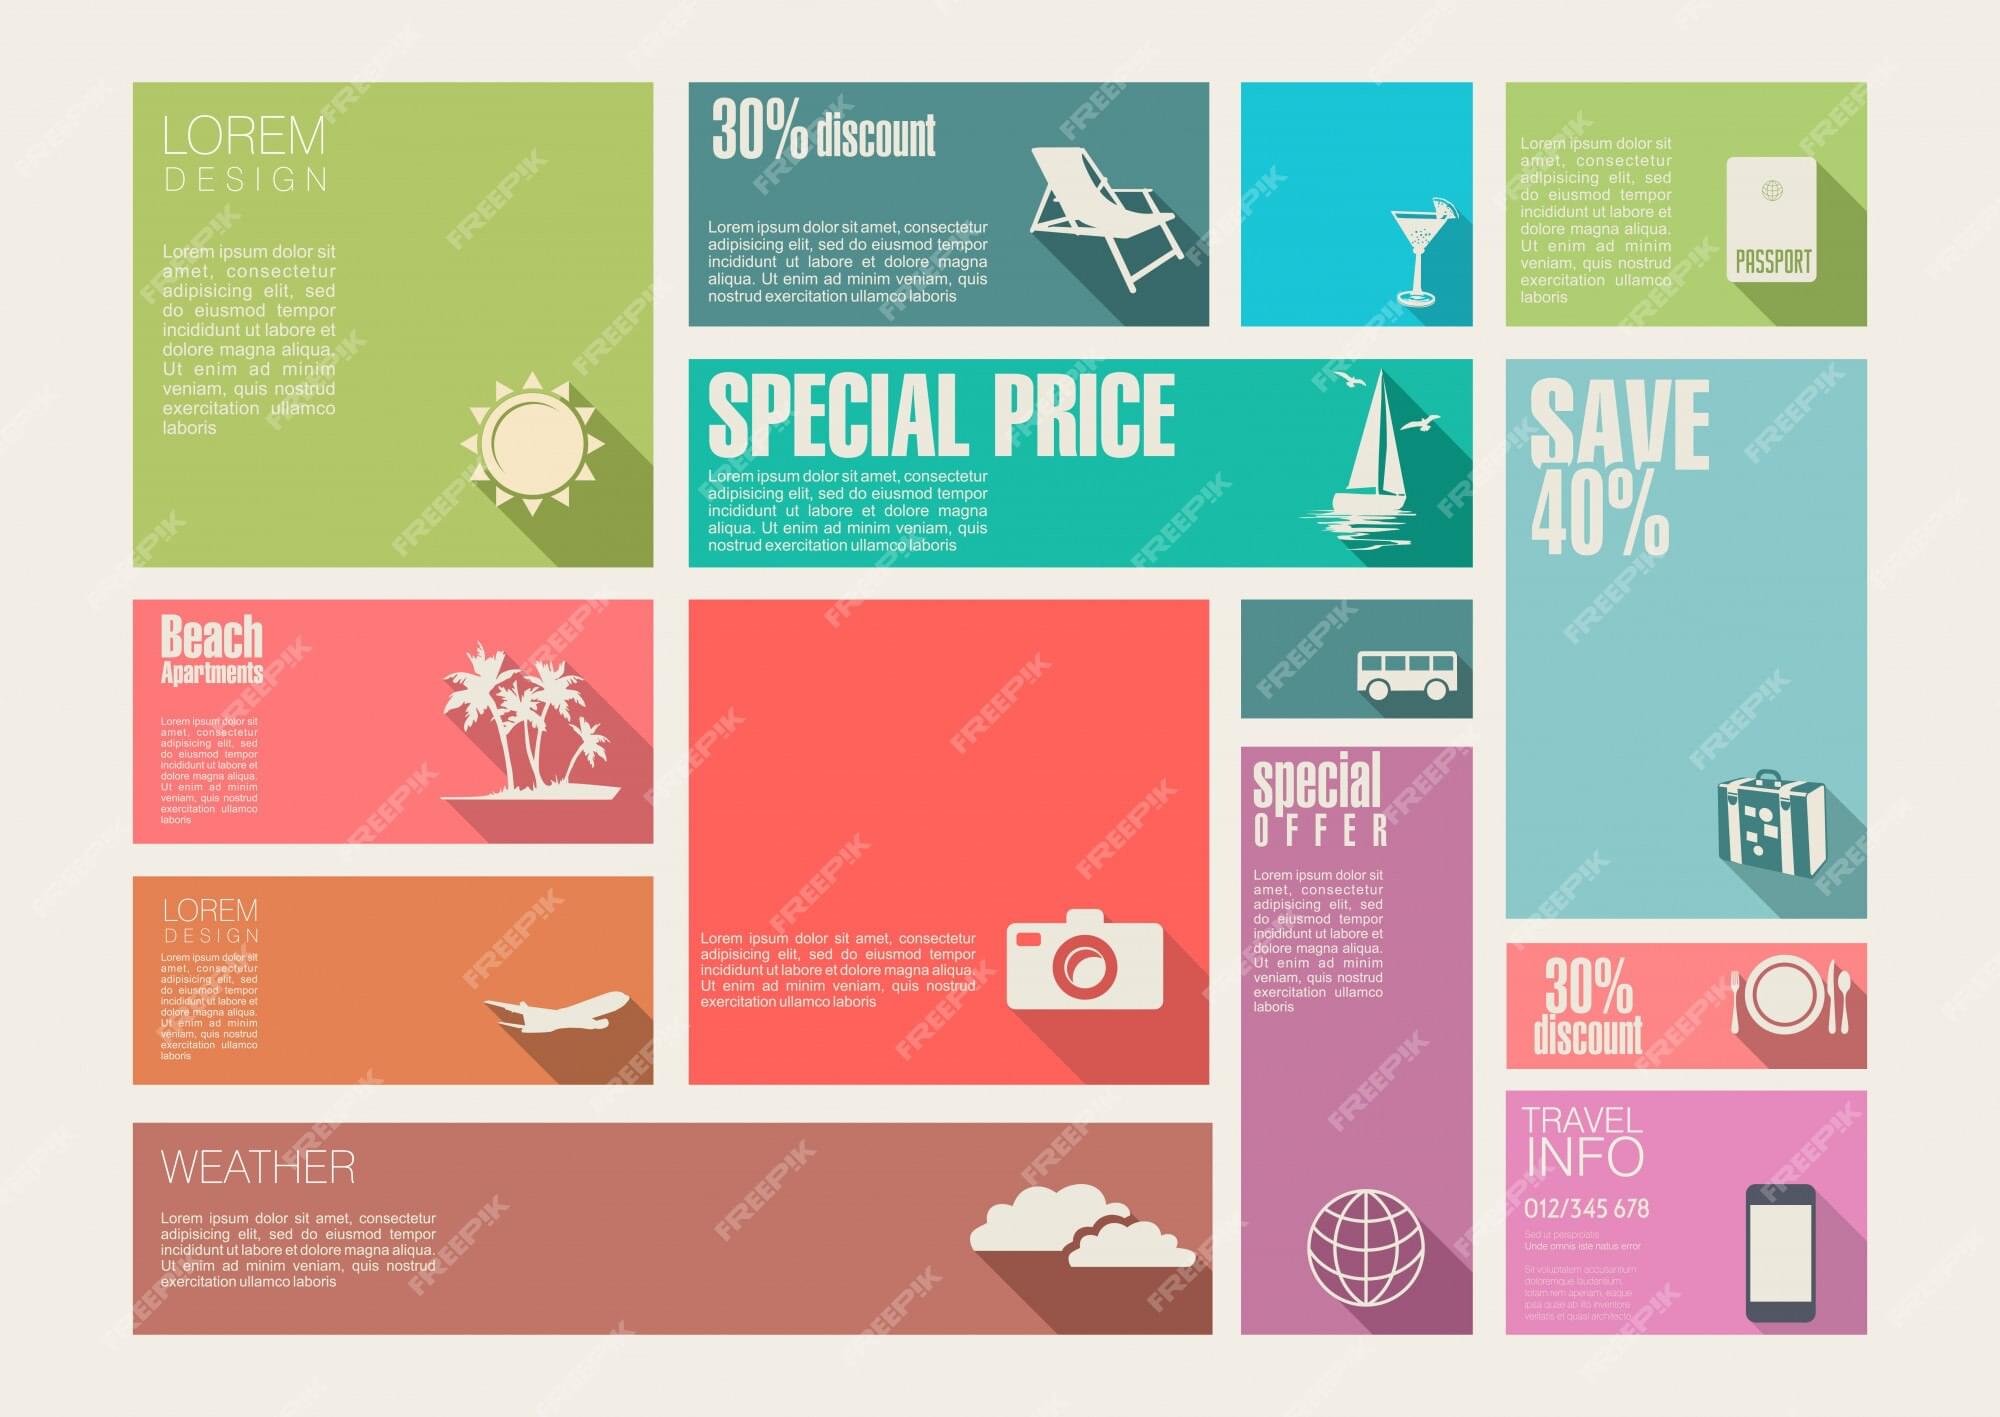 LOREM
DESIGN
Lorem ipsum dolor sit
amet, consectetur
adipisicing elit, sed
do eiusmod tempor
incididunt ut labore et
dolore magna aliqua.
Ut enim ad minim
veniam, quis nostrud
exercitation ullamco
laboris
30% discount
Lorem ipsum dolor sit amet, consectetur
adipisicing elit, sed do eiusmod tempor
incididunt ut labore et dolore magna
aliqua. Ut enim ad minim veniam, quis
nostrud exercitation ullamco laboris
Lorem ipsum dolor sit
amet, consectetur
adipisicing elit, sed
do eiusmod tempor
incididunt ut labore et
dolore magna aliqua.
Ut enim ad minim
veniam, quis nostrud
exercitation ullamco
laboris
PASSPORT
SPECIAL PRICE
Lorem ipsum dolor sit amet, consectetur
adipisicing elit, sed do eiusmod tempor
incididunt ut labore et dolore magna
aliqua. Ut enim ad minim veniam, quis
nostrud exercitation ullamco laboris
SAVE
40%
Beach
Apartments
Lorem ipsum dolor sit
amet, consectetur
adipisicing elit, sed
do eiusmod tempor
incididunt ut labore et
dolore magna aliqua.
Ut enim ad minim
veniam, quis nostrud
exercitation ullamco
laboris
LOREM
DESIGN
Lorem ipsum dolor sit
amet, consectetur
adipisicing elit, sed
do eiusmod tempor
incididunt ut labore et
dolore magna aliqua.
Ut enim ad minim
veniam, quis nostrud
exercitation ullamco
laboris
Lorem ipsum dolor sit amet, consectetur
adipisicing elit, sed do eiusmod tempor
incididunt ut labore et dolore magna aliqua.
Ut enim ad minim veniam, quis nostrud
exercitation ullamco laboris
special
OFFER
Lorem ipsum dolor sit
amet, consectetur
adipisicing elit, sed
do eiusmod tempor
incididunt ut labore et
dolore magna aliqua.
Ut enim ad minim
veniam, quis nostrud
exercitation ullamco
laboris
30%
discount
WEATHER
Lorem ipsum dolor sit amet, consectetur
adipisicing elit, sed do eiusmod tempor
incididunt ut labore et dolore magna aliqua.
Ut enim ad minim veniam, quis nostrud
exercitation ullamco laboris
TRAVEL
INFO
012/345 678
Sed ut perspiciatis
Unde omnis iste natus error
Sit voluptatem accusantium
doloremque laudantium,
totam rem aperiam, eaque
ipsa quae ab illo inventore
veritatis et quasi architecto
FREEPIK